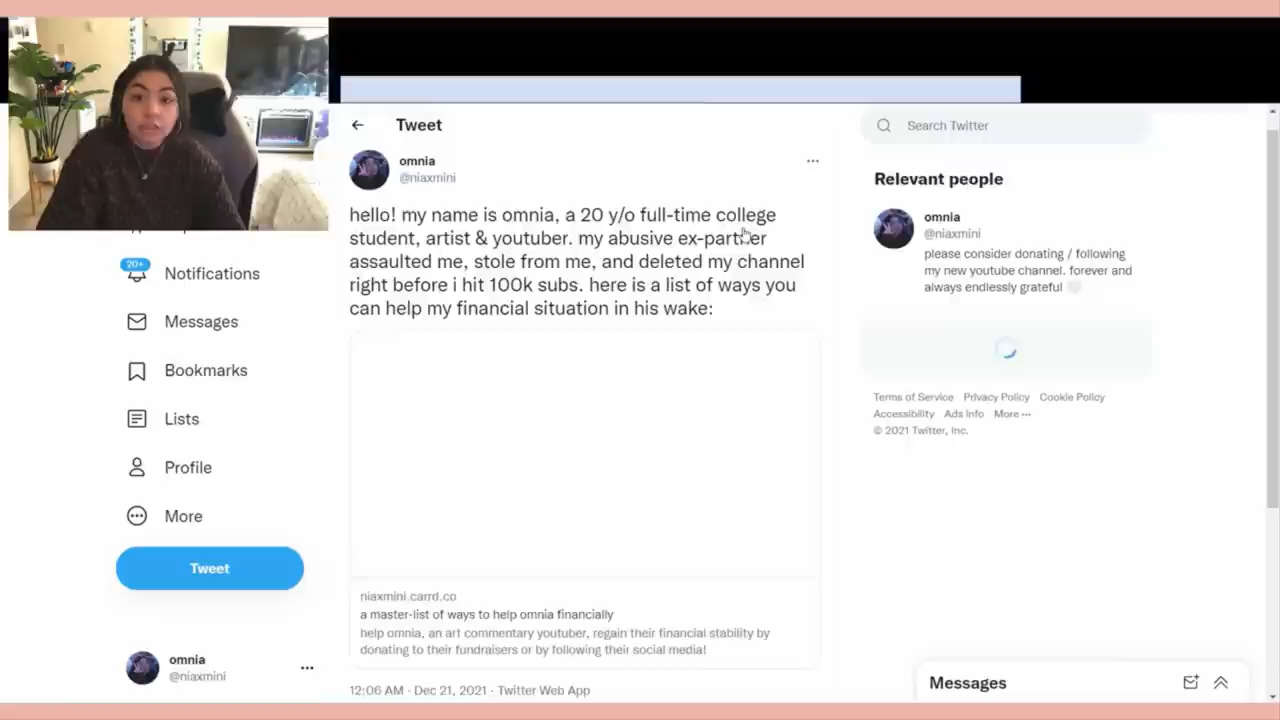 Tweet
omnia
@niaxmini
hello! my name is omnia, a 20 y/o full-time college
student, artist & youtuber. my abusive ex-partner
assaulted me, stole from me, and deleted my channel
right before i hit 100k subs. here is a list of ways you
can help my financial situation in his wake:
niaxmini.carrd.co
a master-list of ways to help omnia financially
help omnia, an art commentary youtuber, regain their financial stability by
donating to their fundraisers or by following their social media!
12:06 AM · Dec 21, 2021 · Twitter Web App
20+
Notifications
Messages
Bookmarks
Lists
Profile
More
Tweet
omnia
@niaxmini
Search Twitter
Relevant people
omnia
@niaxmini
please consider donating / following
my new youtube channel. forever and
always endlessly grateful
Terms of Service Privacy Policy Cookie Policy
Accessibility Ads Info More ···
© 2021 Twitter, Inc.
Messages